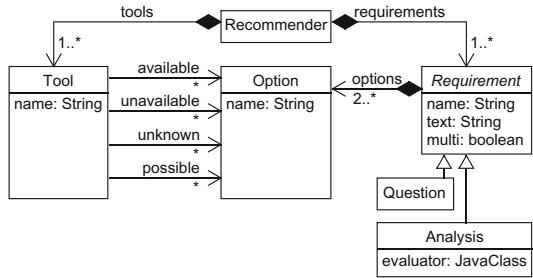 tools
Recommender
requirements
1..*
1..*
Tool
name: String
available
*
unavailable
*
unknown
*
possible
*
Option
name: String
options
2..*
Requirement
name: String
text: String
multi: boolean
Question
Analysis
evaluator: JavaClass